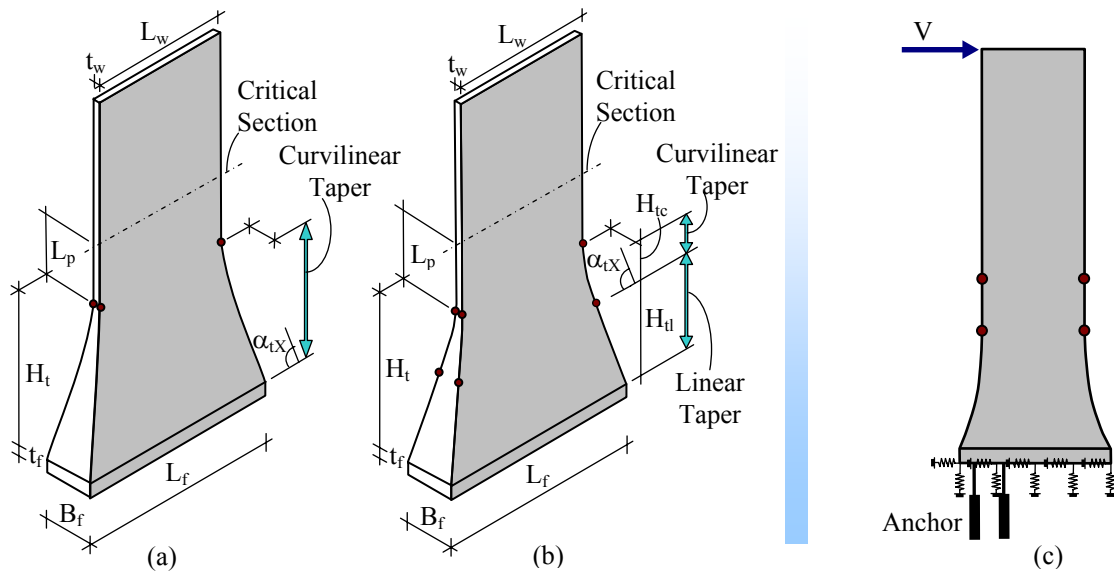 L_w
t_w
Critical
Section
Curvilinear
Taper
L_p
α_tX
H_t
t_f
L_f
B_f
(a)
L_w
t_w
Critical
Section
Curvilinear
Taper
H_tc
L_p
α_tX
H_tl
H_t
Linear
Taper
t_f
L_f
B_f
(b)
V
Anchor
(c)